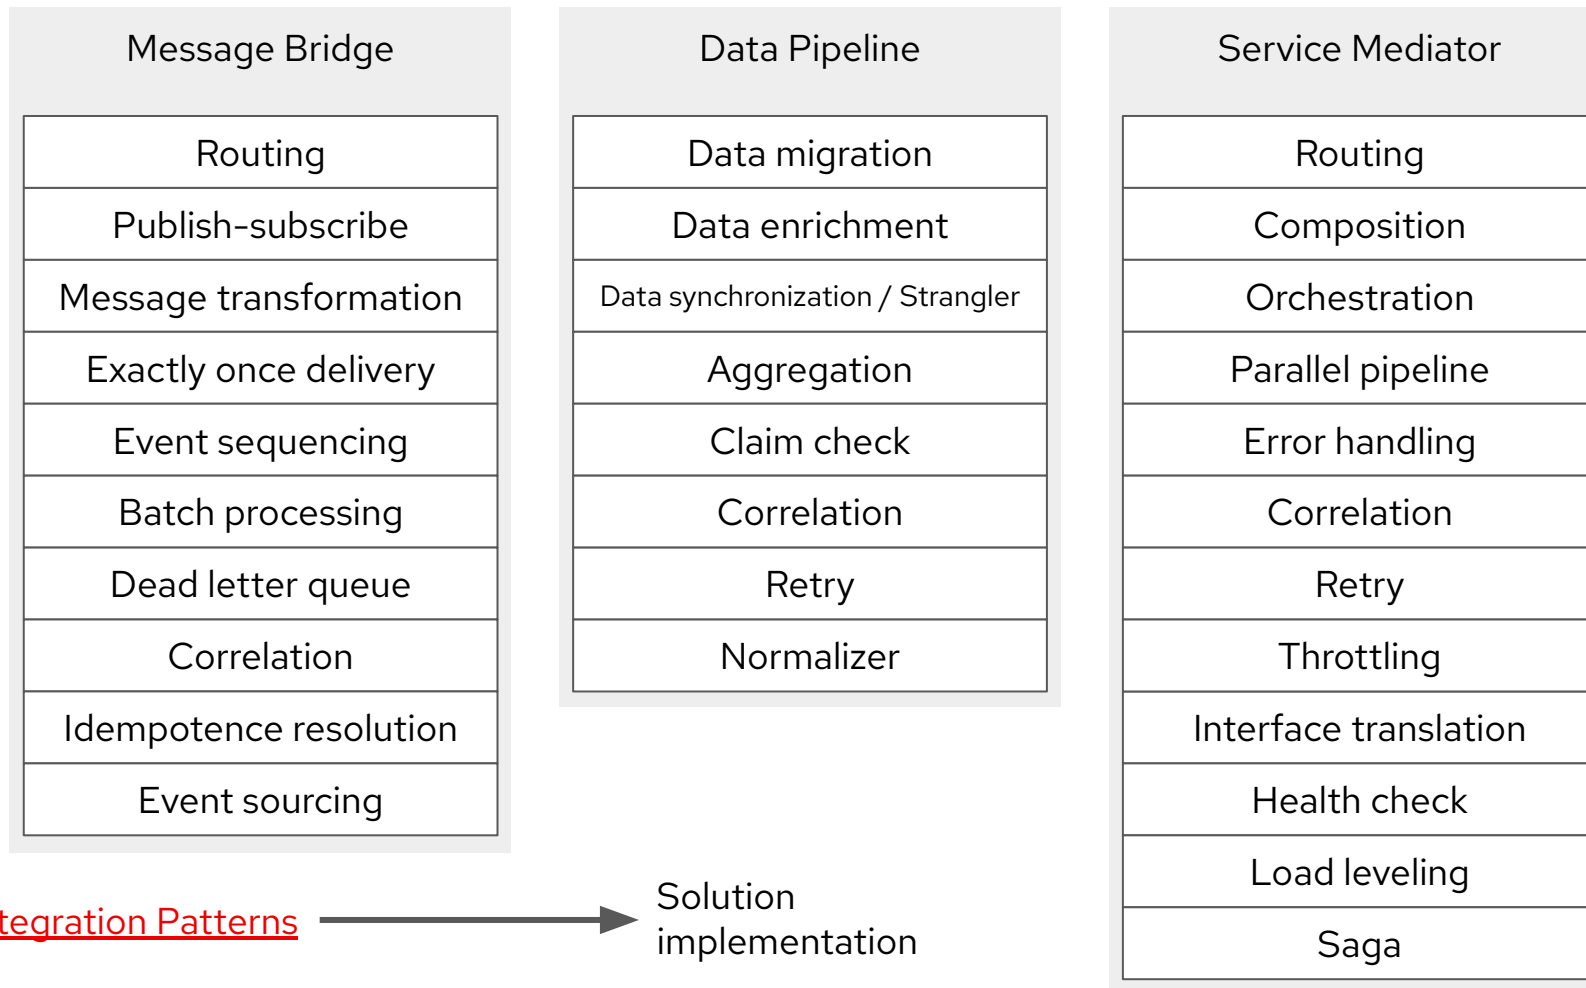 Message Bridge
Routing
Publish-subscribe
Message transformation
Exactly once delivery
Event sequencing
Batch processing
Dead letter queue
Correlation
Idempotence resolution
Event sourcing
Data Pipeline
Data migration
Data enrichment
Data synchronization / Strangler
Aggregation
Claim check
Correlation
Retry
Normalizer
Service Mediator
Routing
Composition
Orchestration
Parallel pipeline
Error handling
Correlation
Retry
Throttling
Interface translation
Health check
Load leveling
Saga
tegration Patterns
Solution
implementation